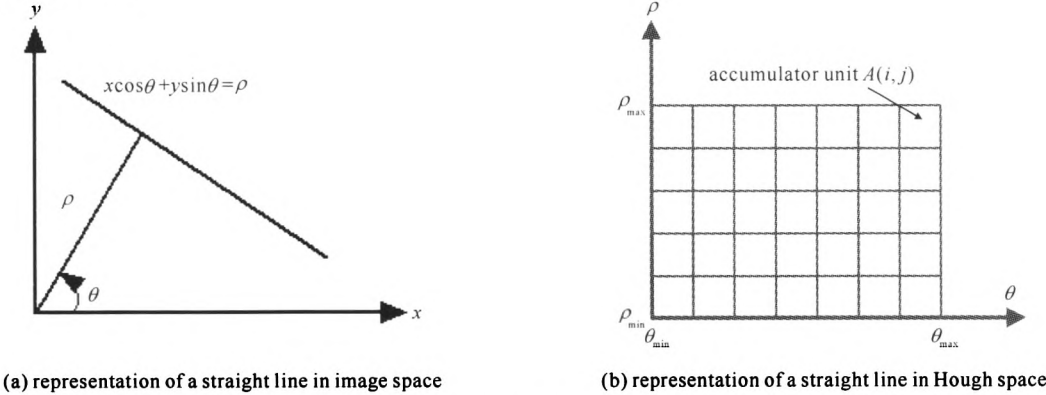 y
xcosθ+ysinθ=ρ
ρ
θ
x
(a) representation of a straight line in image space
ρ
accumulator unit A(i, j)
ρmax
ρmin
θmin
θmax
θ
(b) representation of a straight line in Hough space